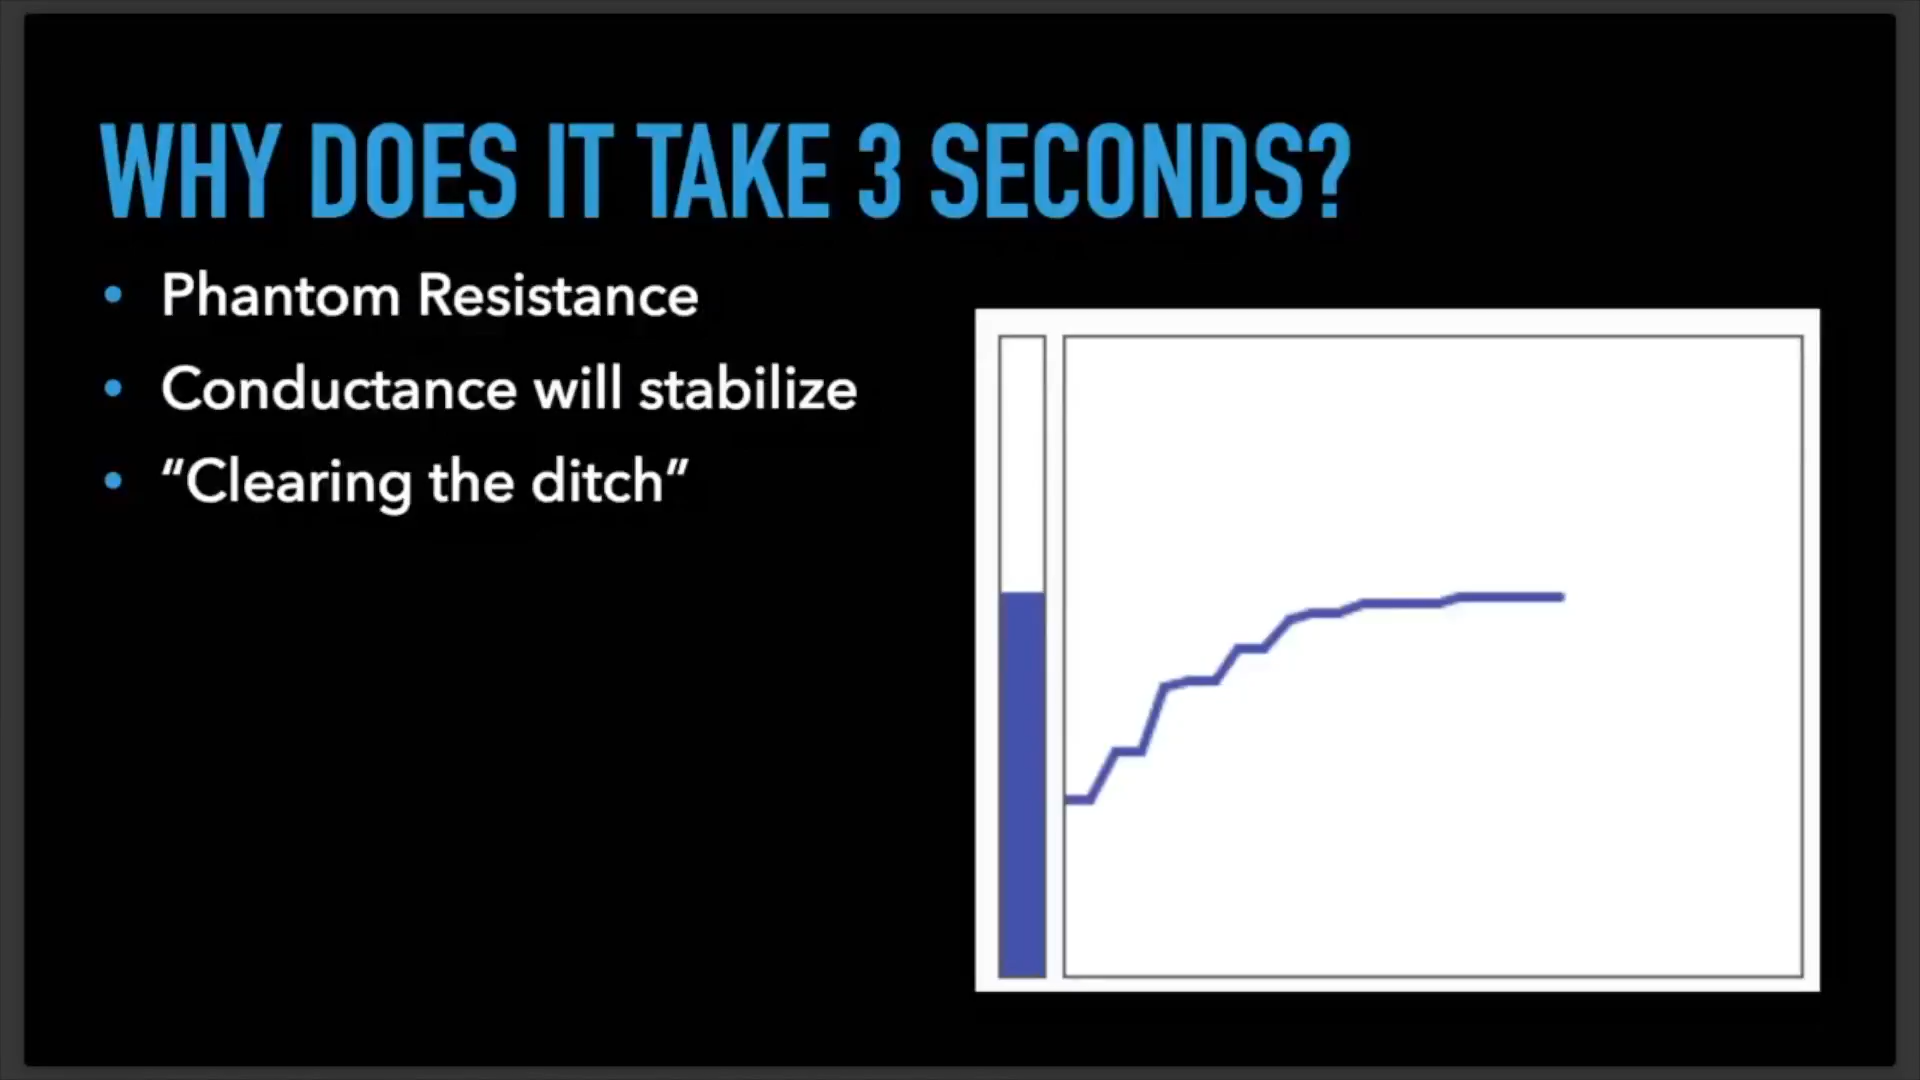 WHY DOES IT TAKE 3 SECONDS?
• Phantom Resistance
• Conductance will stabilize
• “Clearing the ditch”